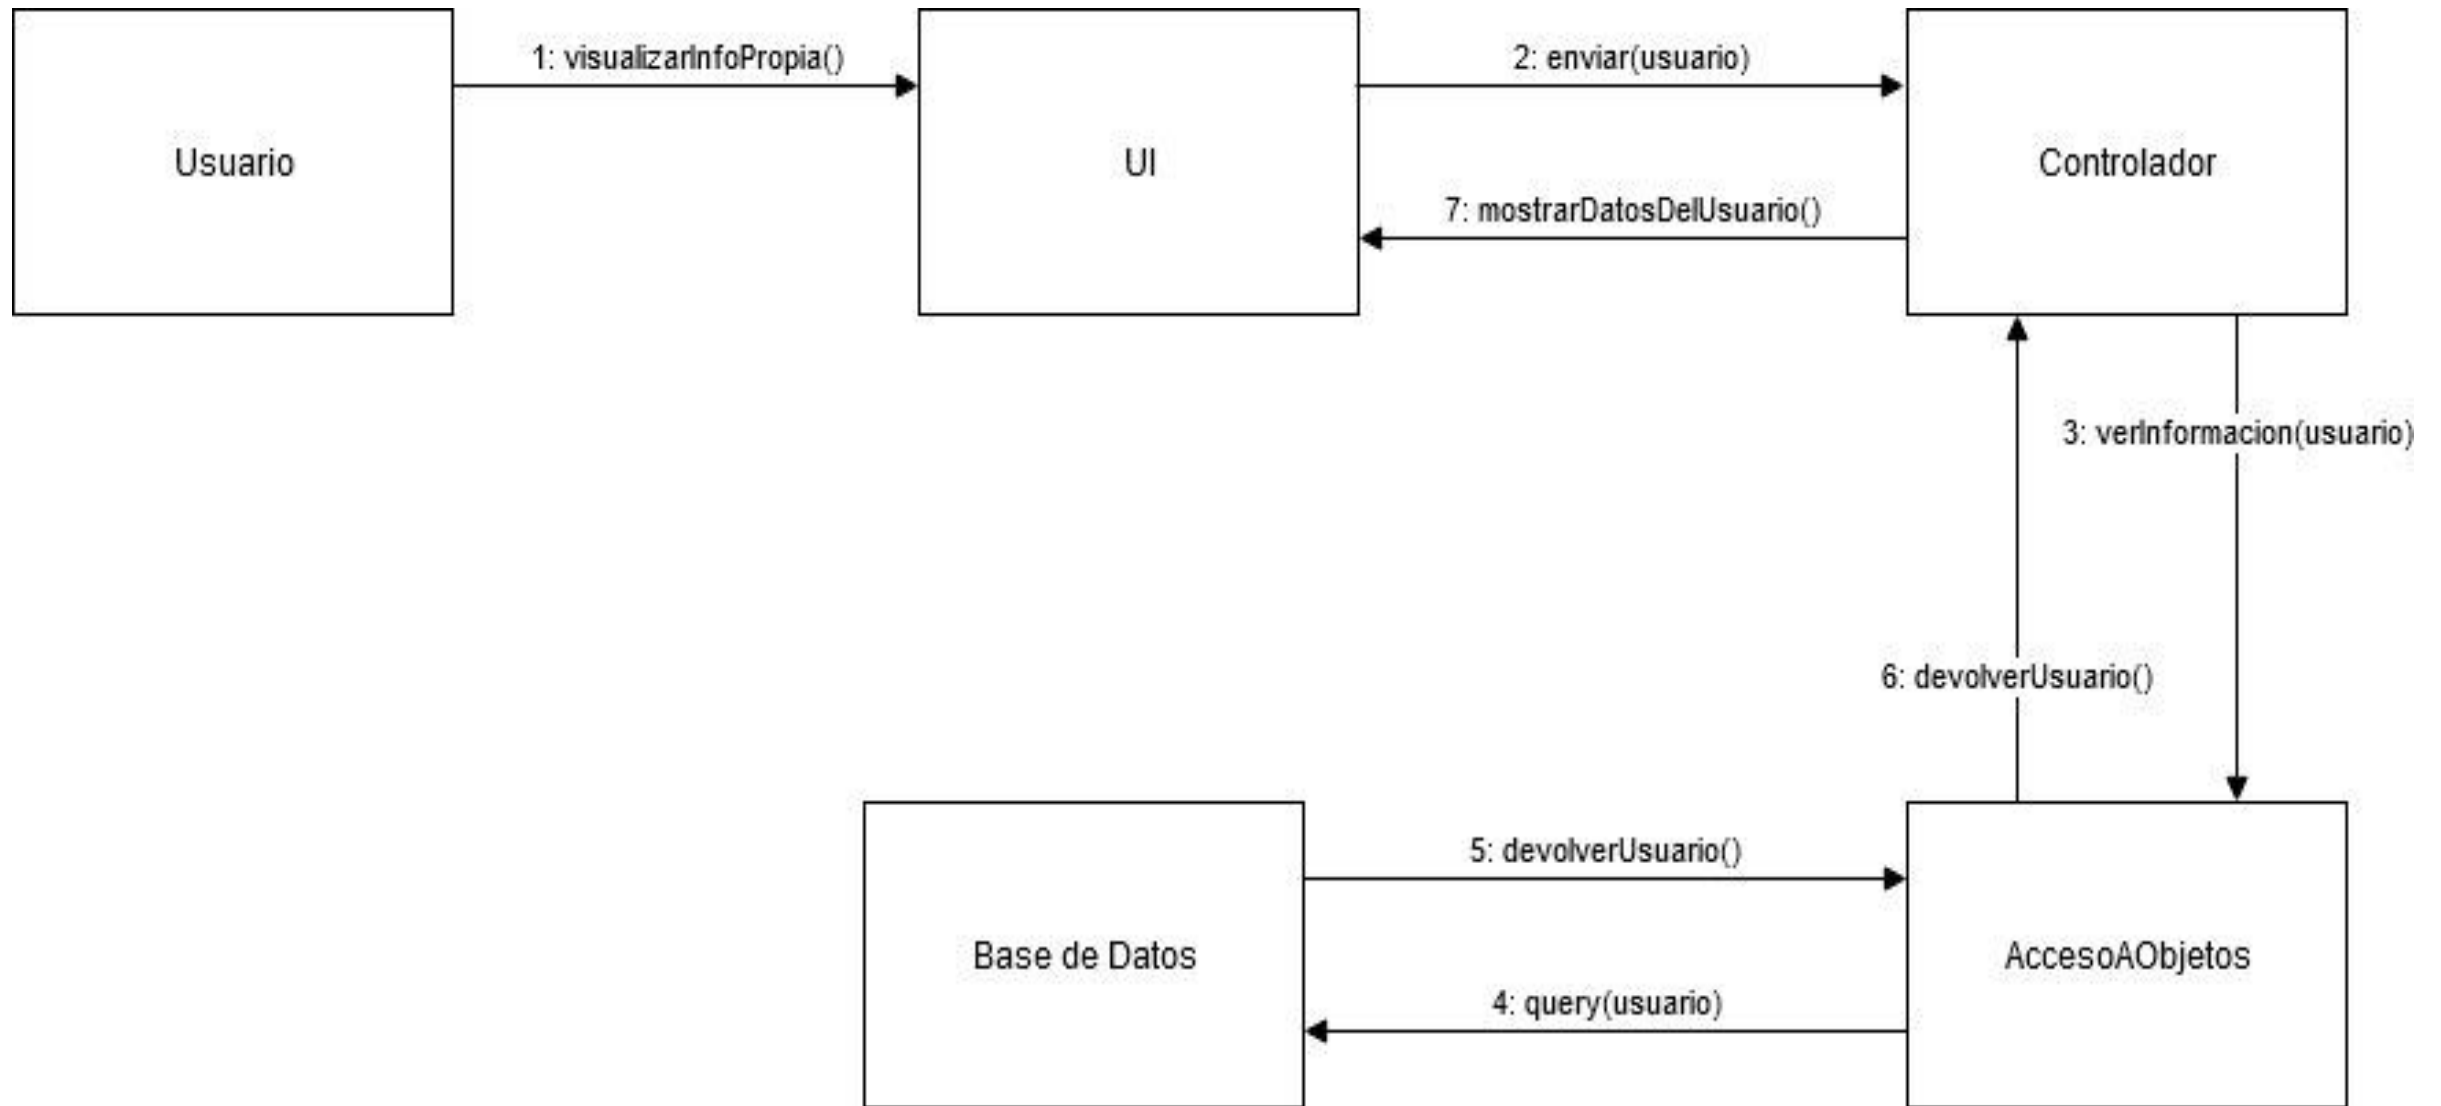 1: visualizarInfoPropia()
2: enviar(usuario)
Usuario
UI
Controlador
7: mostrarDatosDelUsuario()
3: verInformacion(usuario)
6: devolverUsuario()
5: devolverUsuario()
Base de Datos
AccesoAObjetos
4: query(usuario)